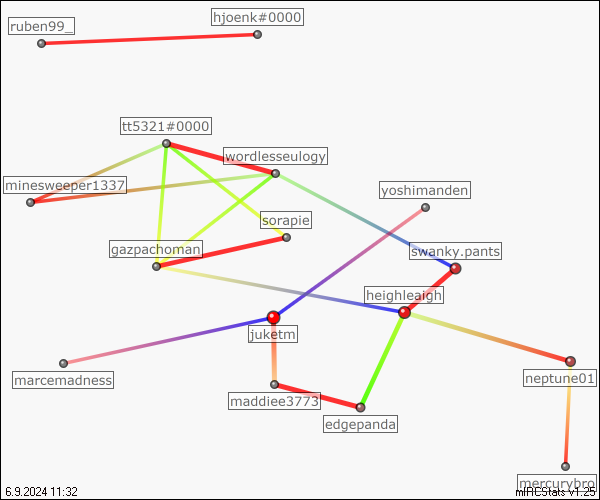 hjoenk#0000
ruben99_
tt5321#0000
wordlesseulogy
minesweeper1337
yoshimanden
sorapie
gazpachoman
swanky.pants
heighleaigh
juketm
marcemadness
neptune01
maddiee3773
edgepanda
mercurybro
6.9.2024 11:32
mIRCStats v1.25